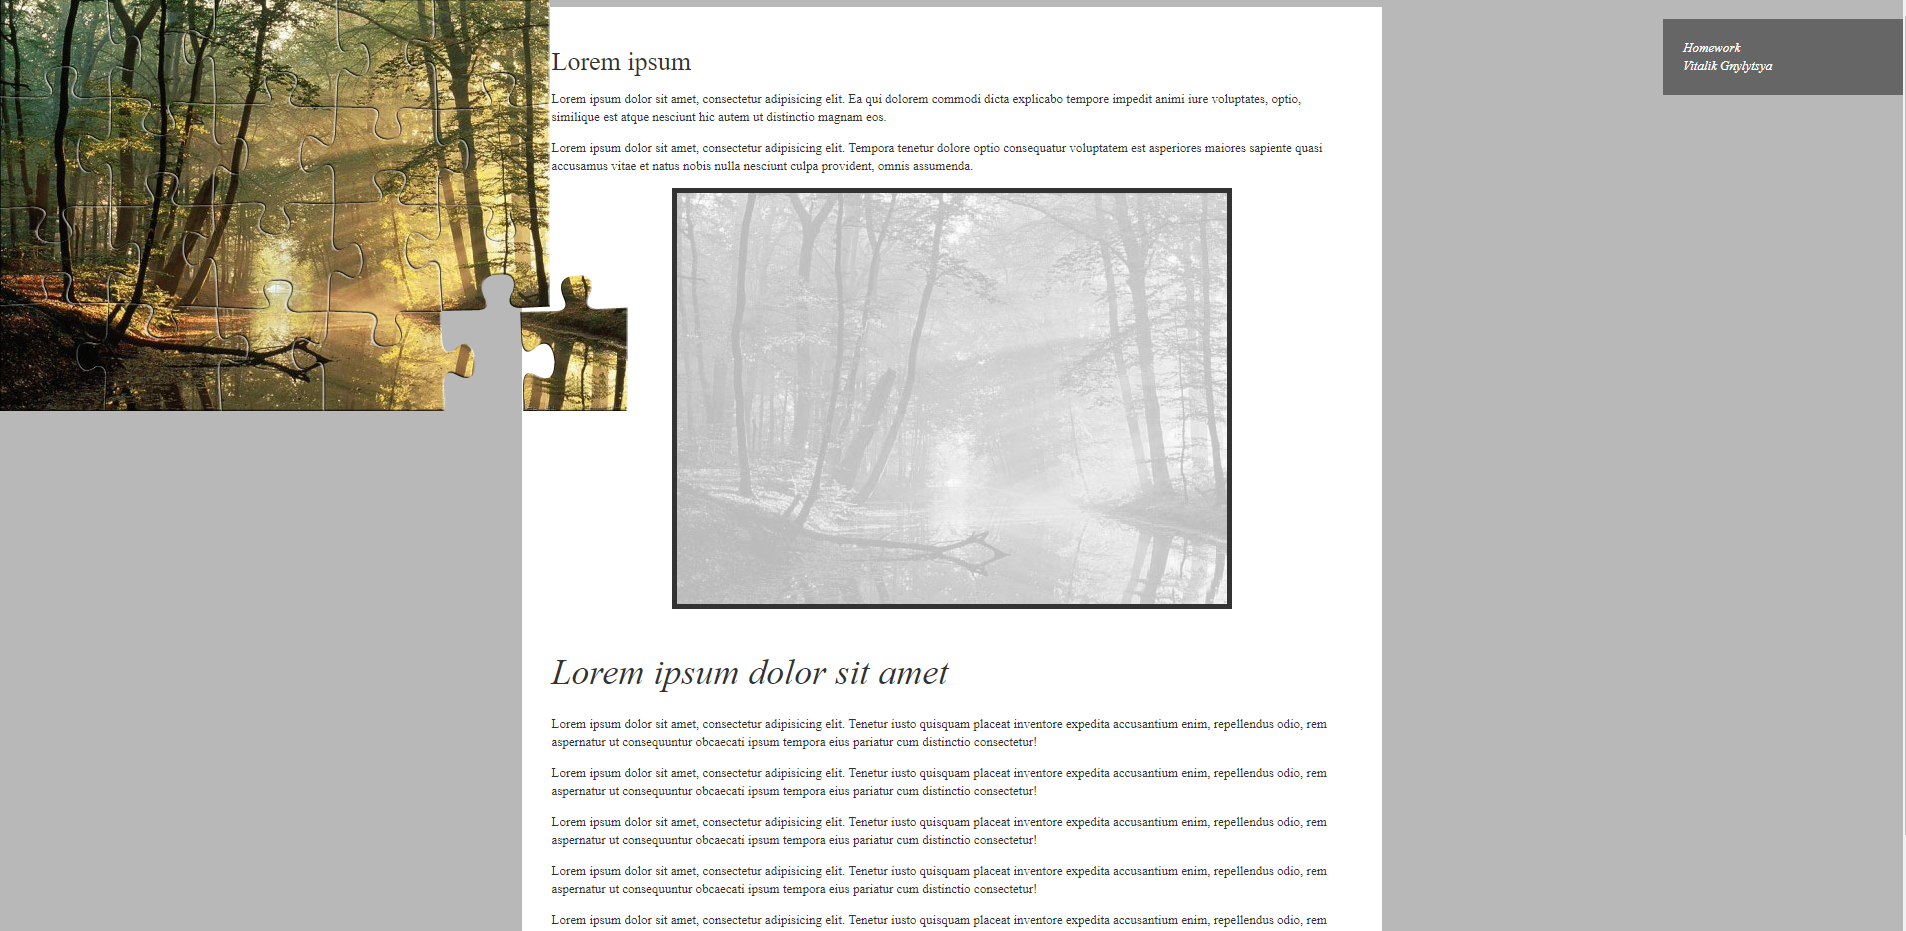 Lorem ipsum
Lorem ipsum dolor sit amet, consectetur adipisicing elit. Ea qui dolorem commodi dicta explicabo tempore impedit animi iure voluptates, optio,
similique est atque nesciunt hic autem ut distinctio magnam eos.
Lorem ipsum dolor sit amet, consectetur adipisicing elit. Tempora tenetur dolore optio consequatur voluptatem est asperiores maiores sapiente quasi
accusamus vitae et natus nobis nulla nesciunt culpa provident, omnis assumenda.
Lorem ipsum dolor sit amet
Lorem ipsum dolor sit amet, consectetur adipisicing elit. Tenetur iusto quisquam placeat inventore expedita accusantium enim, repellendus odio, rem
aspernatur ut consequuntur obcaecati ipsum tempora eius pariatur cum distinctio consectetur!
Lorem ipsum dolor sit amet, consectetur adipisicing elit. Tenetur iusto quisquam placeat inventore expedita accusantium enim, repellendus odio, rem
aspernatur ut consequuntur obcaecati ipsum tempora eius pariatur cum distinctio consectetur!
Lorem ipsum dolor sit amet, consectetur adipisicing elit. Tenetur iusto quisquam placeat inventore expedita accusantium enim, repellendus odio, rem
aspernatur ut consequuntur obcaecati ipsum tempora eius pariatur cum distinctio consectetur!
Lorem ipsum dolor sit amet, consectetur adipisicing elit. Tenetur iusto quisquam placeat inventore expedita accusantium enim, repellendus odio, rem
aspernatur ut consequuntur obcaecati ipsum tempora eius pariatur cum distinctio consectetur!
Lorem ipsum dolor sit amet, consectetur adipisicing elit. Tenetur iusto quisquam placeat inventore expedita accusantium enim, repellendus odio, rem
Homework
Vitalik Gnylytsya